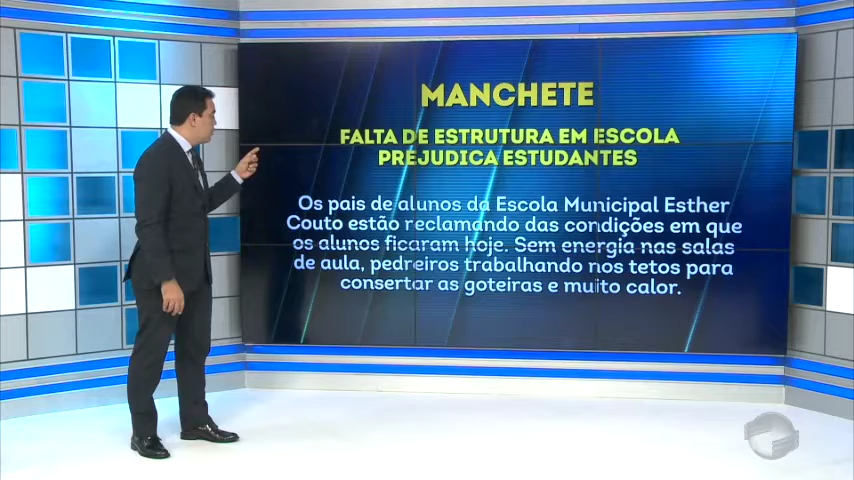 MANCHETE
FALTA DE ESTRUTURA EM ESCOLA
PREJUDICA ESTUDANTES
Os pais de alunos da Escola Municipal Esther
Couto estão reclamando das condições em que
os alunos ficaram hoje. Sem energia nas salas
de aula, pedreiros trabalhando nos tetos para
consertar as goteiras e muito calor.